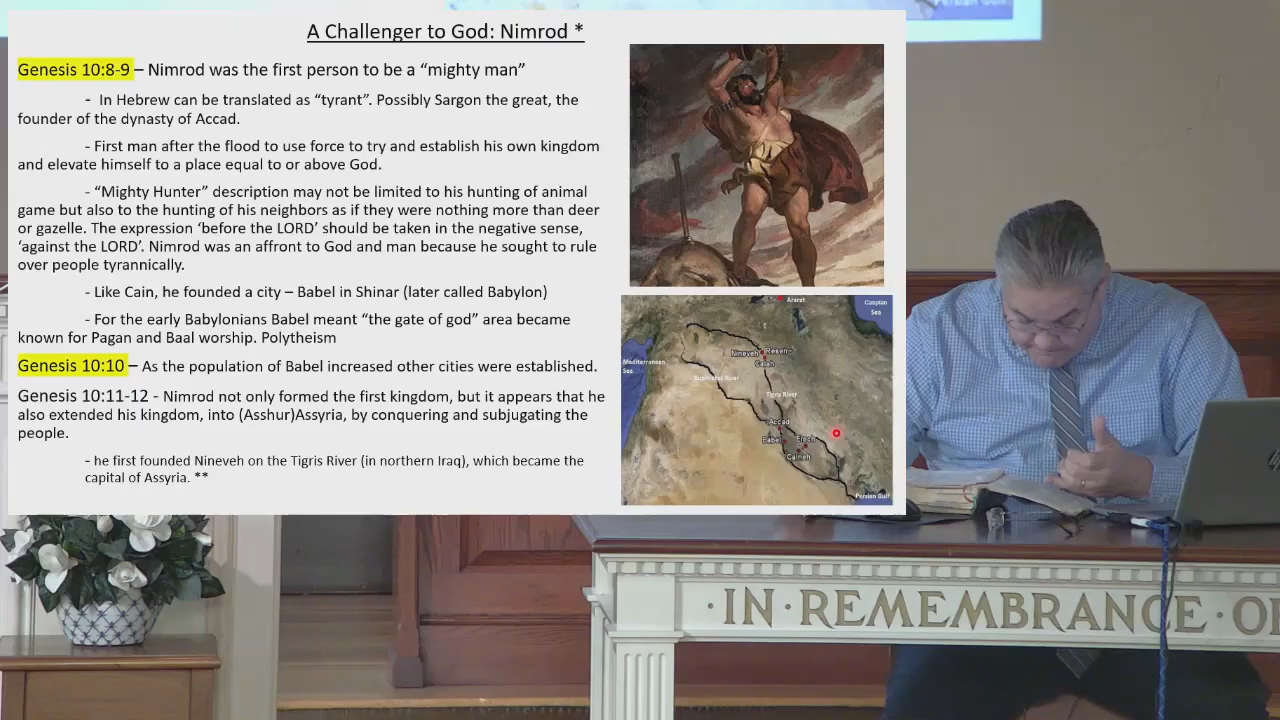 A Challenger to God: Nimrod *
Genesis 10:8-9 – Nimrod was the first person to be a “mighty man”
- In Hebrew can be translated as “tyrant”. Possibly Sargon the great, the
founder of the dynasty of Accad.
- First man after the flood to use force to try and establish his own kingdom
and elevate himself to a place equal to or above God.
- “Mighty Hunter” description may not be limited to his hunting of animal
game but also to the hunting of his neighbors as if they were nothing more than deer
or gazelle. The expression ‘before the LORD’ should be taken in the negative sense,
‘against the LORD’. Nimrod was an affront to God and man because he sought to rule
over people tyrannically.
- Like Cain, he founded a city – Babel in Shinar (later called Babylon)
- For the early Babylonians Babel meant “the gate of god” area became
known for Pagan and Baal worship. Polytheism
Genesis 10:10 – As the population of Babel increased other cities were established.
Genesis 10:11-12 - Nimrod not only formed the first kingdom, but it appears that he
also extended his kingdom, into (Asshur)Assyria, by conquering and subjugating the
people.
- he first founded Nineveh on the Tigris River (in northern Iraq), which became the
capital of Assyria. **
Persian Gulf
Ararat
Caspian
Sea
Mediterranean
Sea
Nineveh
Resen
Calah
Euphrates River
Tigris River
Accad
Babel
Erech
Calneh
Persian Gulf
hp
·IN·REMEMBRANCE·O